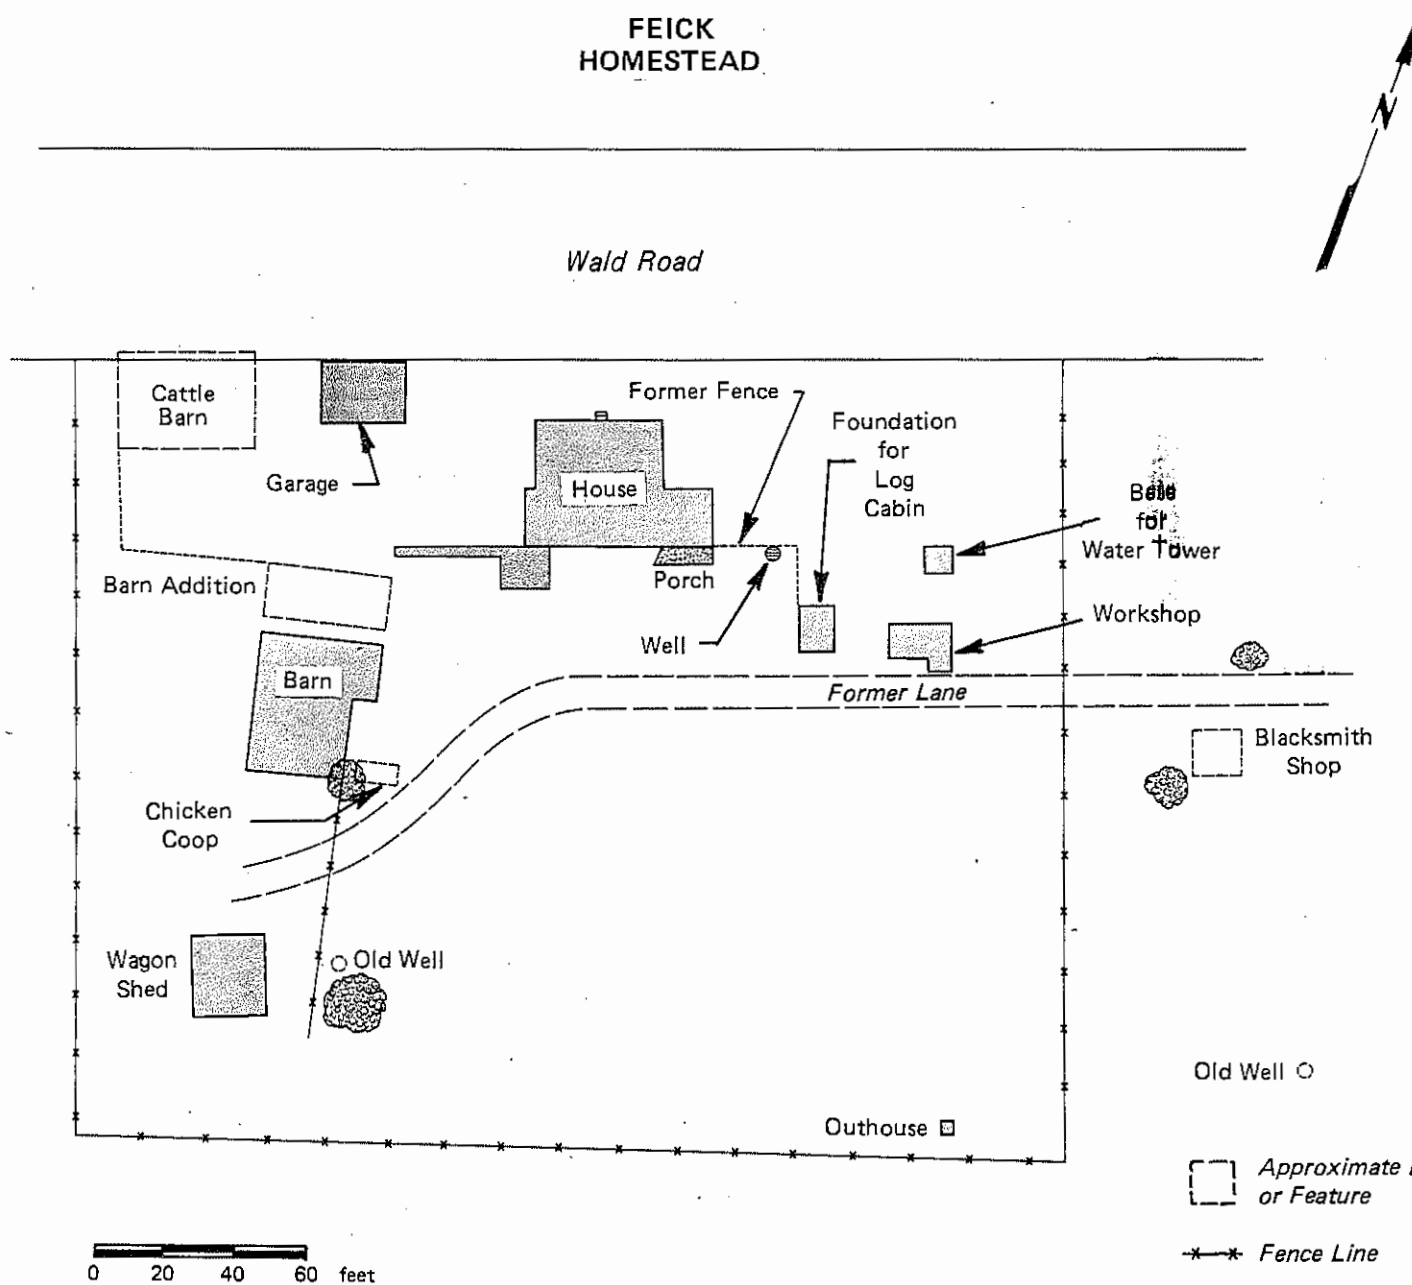 FEICK
HOMESTEAD
N
Wald Road
Cattle
Barn
Former Fence
Foundation
for
Log
Cabin
Garage
House
Base
for
Water Tower
Barn Addition
Porch
Well
Workshop
Barn
Former Lane
Blacksmith
Shop
Chicken
Coop
Wagon
Shed
Old Well
Old Well
Outhouse
Approximate
or Feature
Fence Line
0 20 40 60 feet